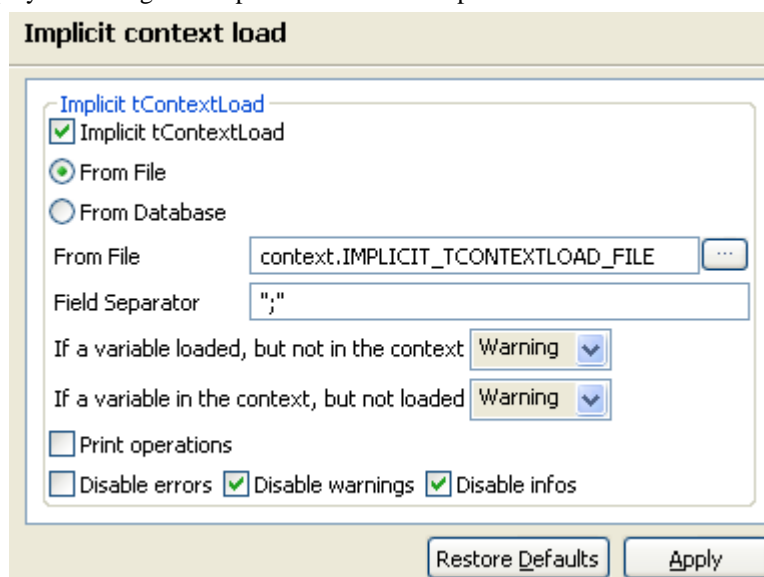 Implicit context load
Implicit tContextLoad
Implicit tContextLoad
From File
From Database
From File context.IMPLICIT_TCONTEXTLOAD_FILE ...
Field Separator ";"
If a variable loaded, but not in the context Warning
If a variable in the context, but not loaded Warning
Print operations
Disable errors Disable warnings Disable infos
Restore Defaults Apply